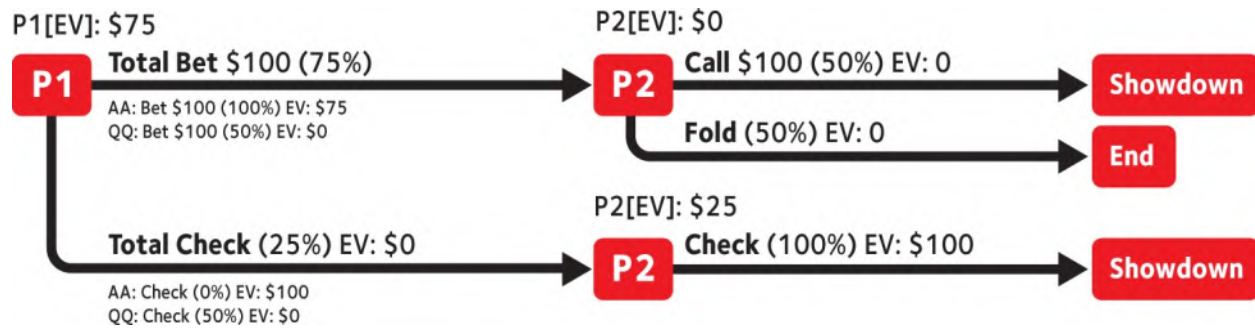 P1[EV]: $75
P2[EV]: $0
P1
Total Bet $100 (75%)
AA: Bet $100 (100%) EV: $75
QQ: Bet $100 (50%) EV: $0
P2
Call $100 (50%) EV: 0
Showdown
Fold (50%) EV: 0
End
P2[EV]: $25
Total Check (25%) EV: $0
AA: Check (0%) EV: $100
QQ: Check (50%) EV: $0
P2
Check (100%) EV: $100
Showdown